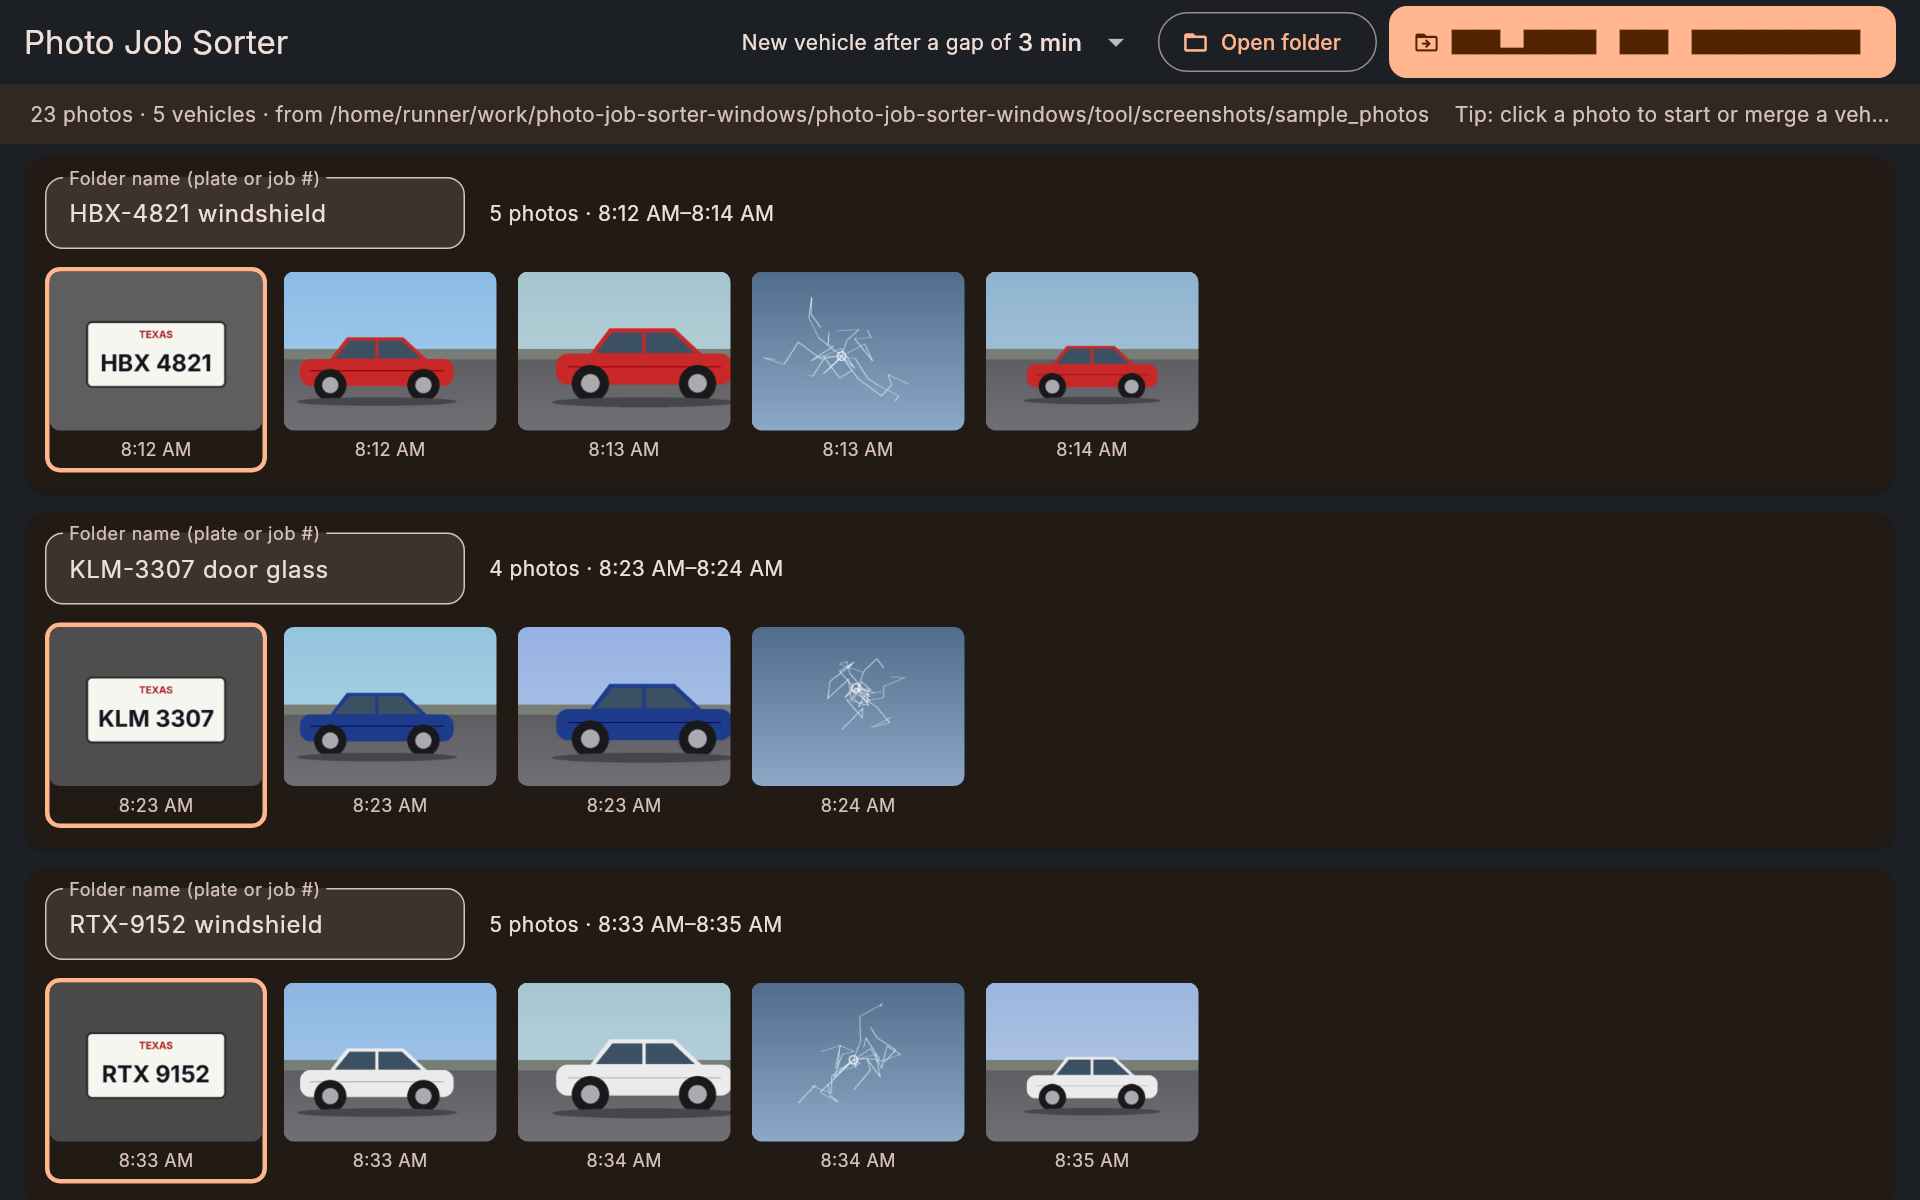 Photo Job Sorter
New vehicle after a gap of 3 min
Open folder
23 photos · 5 vehicles · from /home/runner/work/photo-job-sorter-windows/photo-job-sorter-windows/tool/screenshots/sample_photos
Tip: click a photo to start or merge a veh…
Folder name (plate or job #)
HBX-4821 windshield
5 photos · 8:12 AM–8:14 AM
TEXAS
HBX 4821
8:12 AM
8:12 AM
8:13 AM
8:13 AM
8:14 AM
Folder name (plate or job #)
KLM-3307 door glass
4 photos · 8:23 AM–8:24 AM
TEXAS
KLM 3307
8:23 AM
8:23 AM
8:23 AM
8:24 AM
Folder name (plate or job #)
RTX-9152 windshield
5 photos · 8:33 AM–8:35 AM
TEXAS
RTX 9152
8:33 AM
8:33 AM
8:34 AM
8:34 AM
8:35 AM